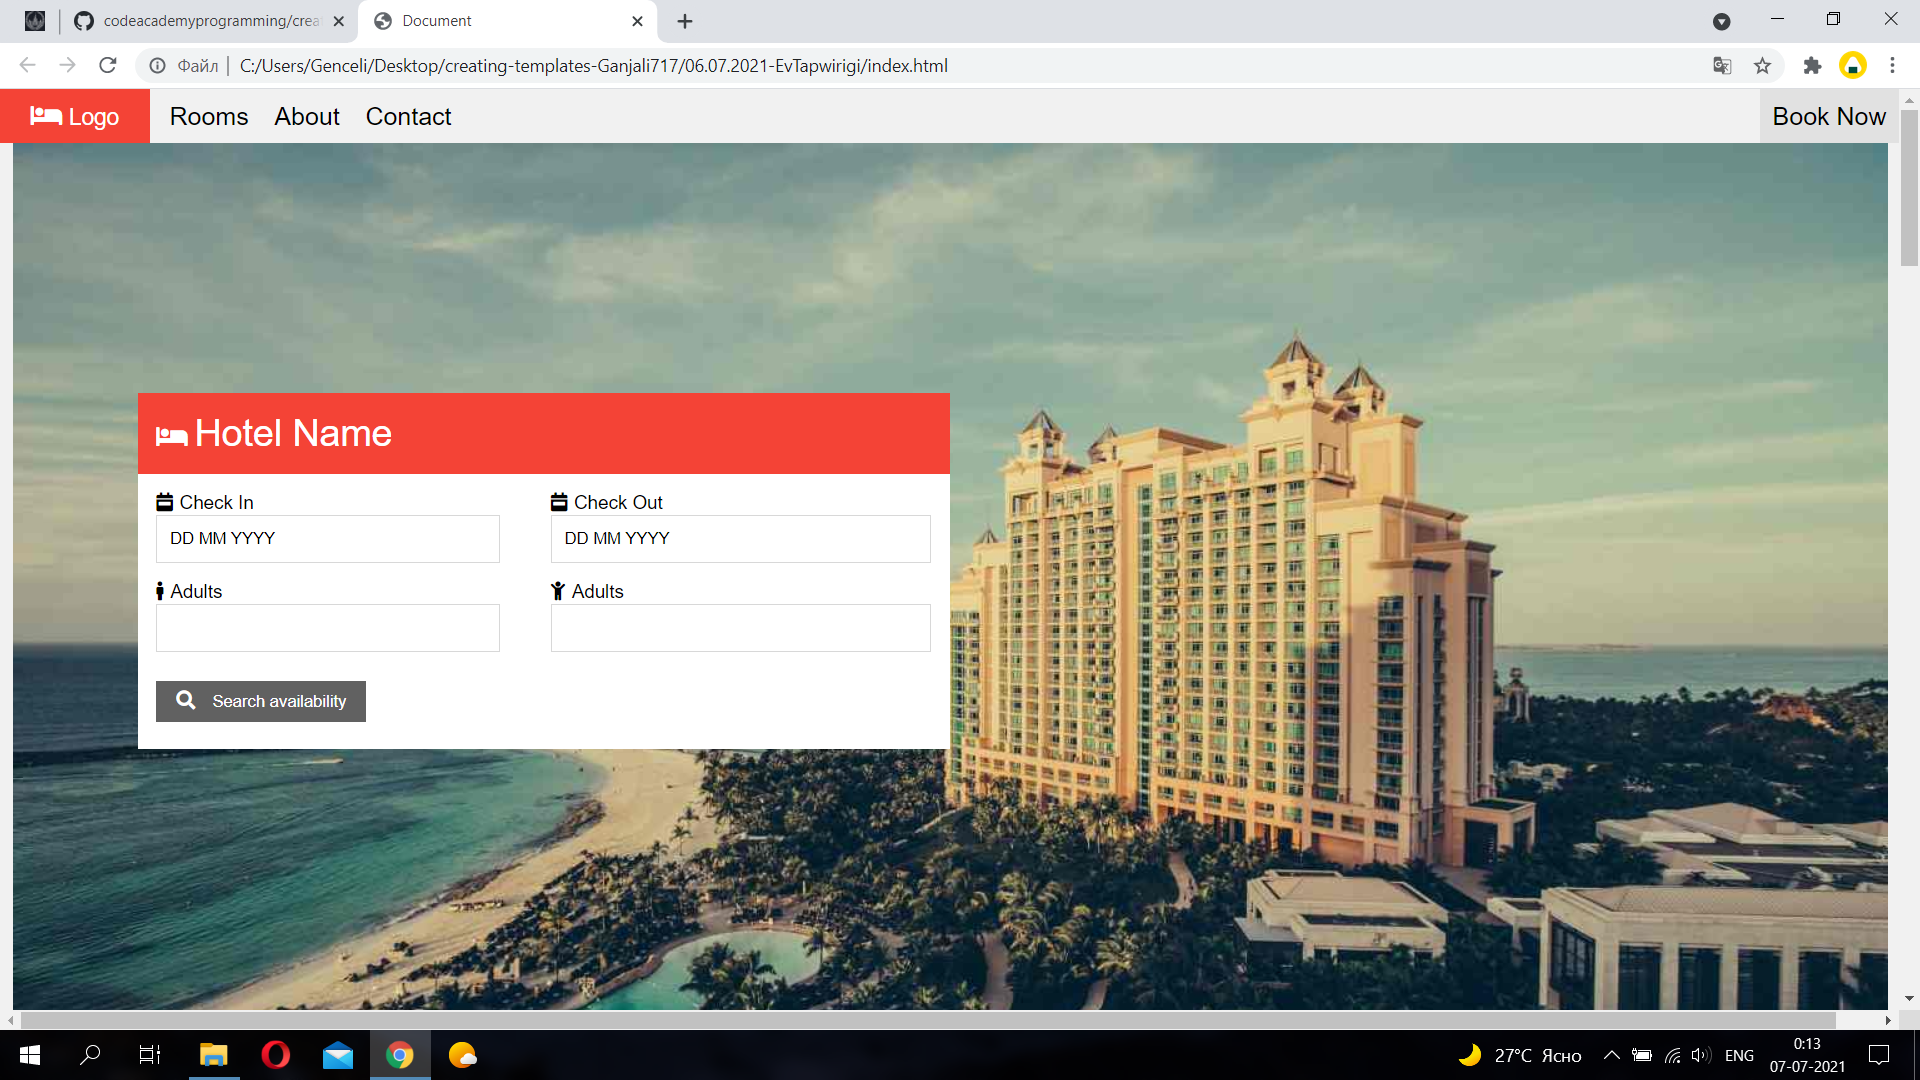 codeacademyprogramming/crea
Document
Файл
C:/Users/Genceli/Desktop/creating-templates-Ganjali717/06.07.2021-EvTapwirigi/index.html
Logo
Rooms
About
Contact
Book Now
Hotel Name
Check In
Check Out
DD MM YYYY
DD MM YYYY
Adults
Adults
Search availability
27°C Ясно
ENG
0:13
07-07-2021